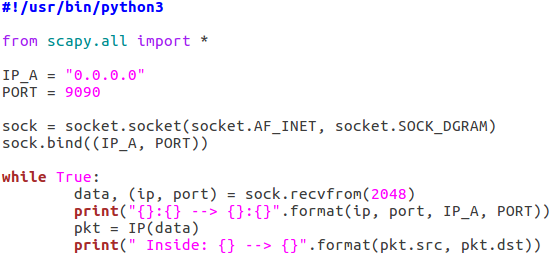 #!/usr/bin/python3
from scapy.all import *
IP_A = "0.0.0.0"
PORT = 9090
sock = socket.socket(socket.AF_INET, socket.SOCK_DGRAM)
sock.bind((IP_A, PORT))
while True:
        data, (ip, port) = sock.recvfrom(2048)
        print("{}:{} --> {}:{}".format(ip, port, IP_A, PORT))
        pkt = IP(data)
        print(" Inside: {} --> {}".format(pkt.src, pkt.dst))